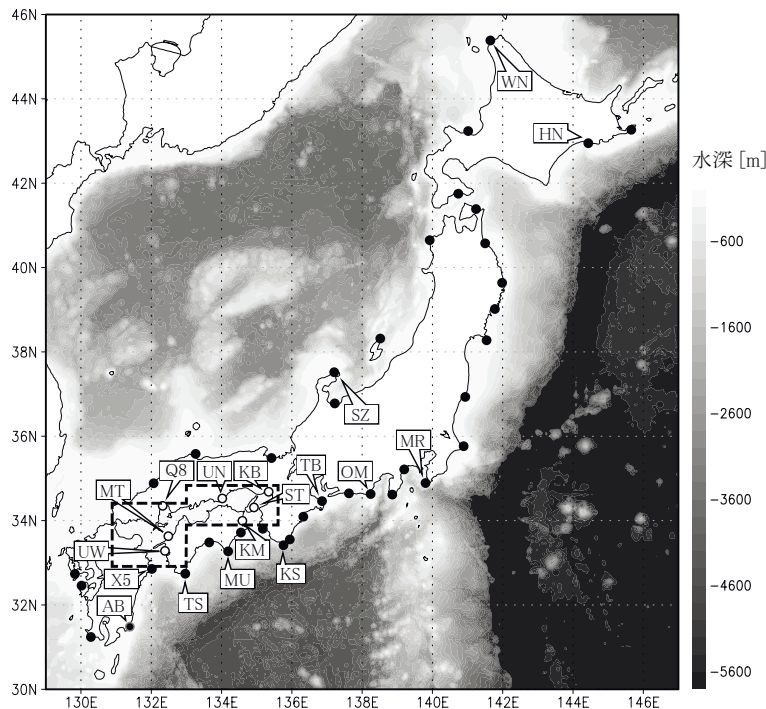 46N
44N
42N
40N
38N
36N
34N
32N
30N
130E
132E
134E
136E
138E
140E
142E
144E
146E
WN
HN
SZ
MR
Q8
UN
KB
TB
OM
MT
ST
UW
KM
X5
MU
KS
AB
TS
水深 [m]
−600
−1600
−2600
−3600
−4600
−5600